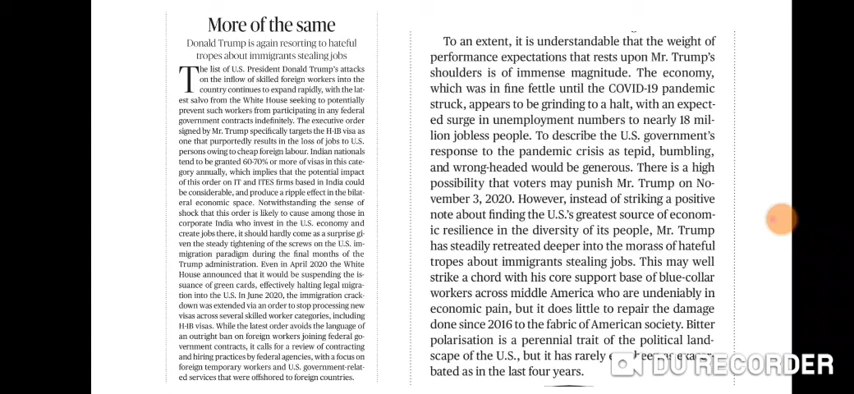 More of the same
Donald Trump is again resorting to hateful
tropes about immigrants stealing jobs
The list of U.S. President Donald Trump's attacks
on the inflow of skilled foreign workers into the
country continues to expand rapidly, with the lat-
est salvo from the White House seeking to potentially
prevent such workers from participating in any federal
government contracts indefinitely. The executive order
signed by Mr. Trump specifically targets the H-IB visa as
one that purportedly results in the loss of jobs to U.S.
persons owing to cheap foreign labour. Indian nationals
tend to be granted 60-70% or more of visas in this cate-
gory annually, which implies that the potential impact
of this order on IT and ITES firms based in India could
be considerable, and produce a ripple effect in the bilat-
eral economic space. Notwithstanding the sense of
shock that this order is likely to cause among those in
corporate India who invest in the U.S. economy and
create jobs there, it should hardly come as a surprise gi-
ven the steady tightening of the screws on the U.S. im-
migration paradigm during the final months of the
Trump administration. Even in April 2020 the White
House announced that it would be suspending the is-
suance of green cards, effectively halting legal migra-
tion into the U.S. In June 2020, the immigration crack-
down was extended via an order to stop processing new
visas across several skilled worker categories, including
H-IB visas. While the latest order avoids the language of
an outright ban on foreign workers joining federal go-
vernment contracts, it calls for a review of contracting
and hiring practices by federal agencies, with a focus on
foreign temporary workers and U.S. government-relat-
ed services that were offshored to foreign countries.
To an extent, it is understandable that the weight of
performance expectations that rests upon Mr. Trump's
shoulders is of immense magnitude. The economy,
which was in fine fettle until the COVID-19 pandemic
struck, appears to be grinding to a halt, with an expect-
ed surge in unemployment numbers to nearly 18 mil-
lion jobless people. To describe the U.S. government's
response to the pandemic crisis as tepid, bumbling,
and wrong-headed would be generous. There is a high
possibility that voters may punish Mr. Trump on No-
vember 3, 2020. However, instead of striking a positive
note about finding the U.S.'s greatest source of econom-
ic resilience in the diversity of its people, Mr. Trump
has steadily retreated deeper into the morass of hateful
tropes about immigrants stealing jobs. This may well
strike a chord with his core support base of blue-collar
workers across middle America who are undeniably in
economic pain, but it does little to repair the damage
done since 2016 to the fabric of American society. Bitter
polarisation is a perennial trait of the political land-
scape of the U.S., but it has rarely
bated as in the last four years.
DU RECORDER